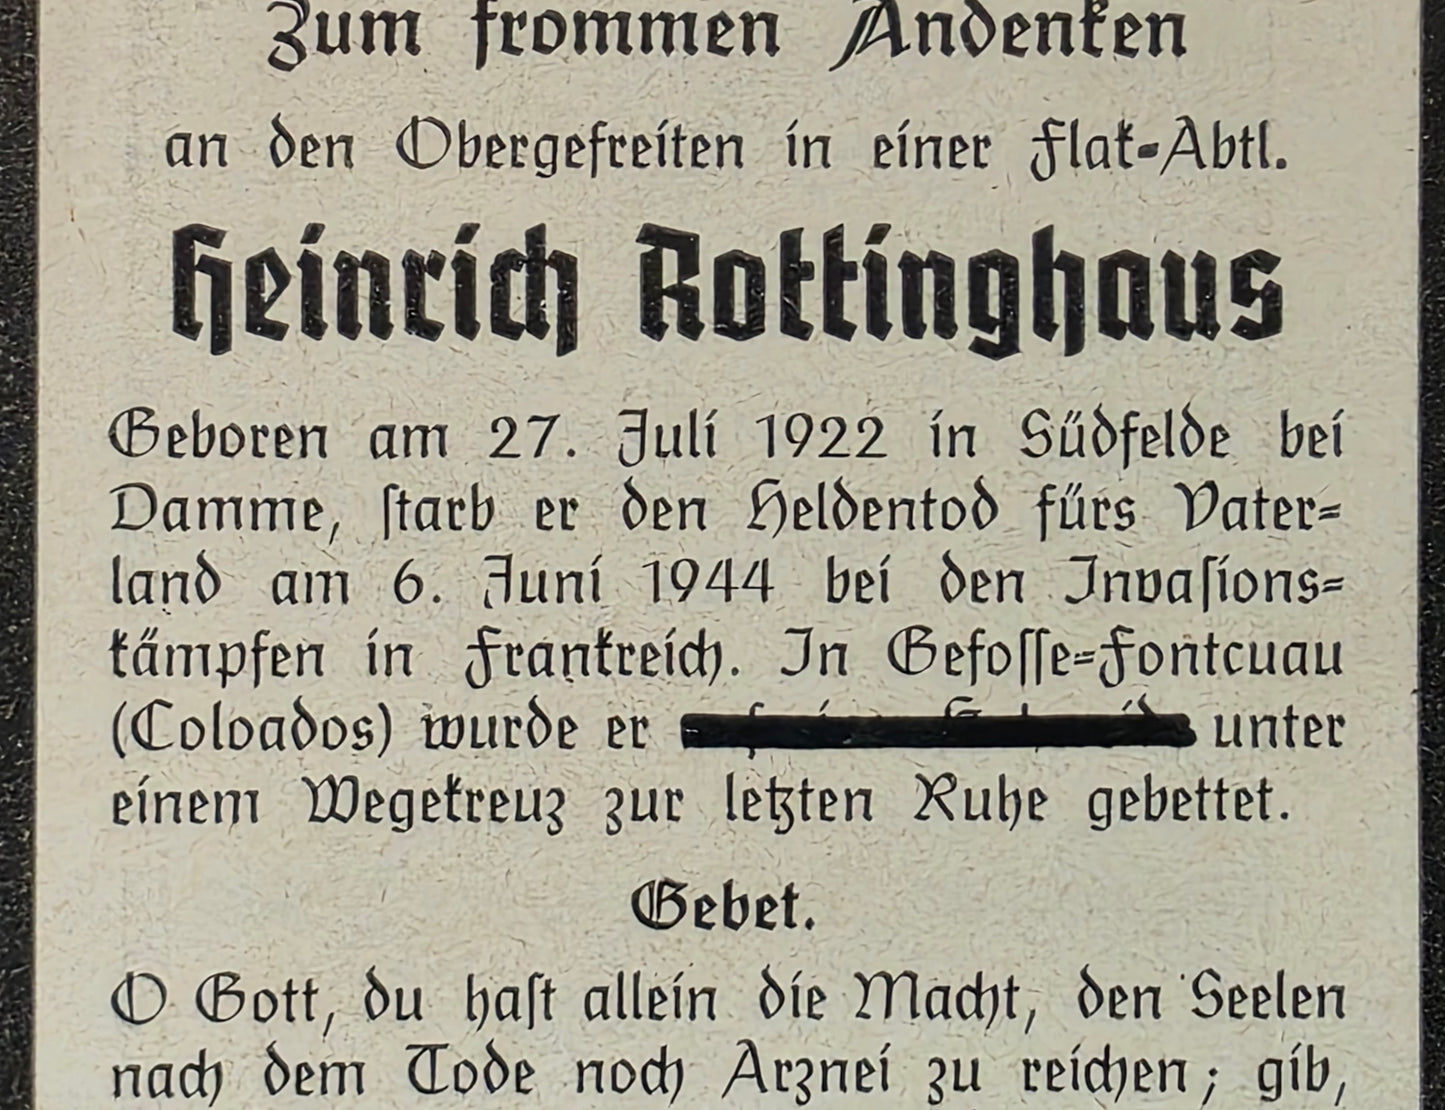 Zum frommen Andenken
an den Obergefreiten in einer Flak-Abtl.
Heinrich Rottinghaus
Geboren am 27. Juli 1922 in Südfelde bei
Damme, starb er den Heldentod fürs Vater-
land am 6. Juni 1944 bei den Invasions-
kämpfen in Frankreich. In Gefosse-Fontcuau
(Coloados) wurde er unter
einem Wegekreuz zur letzten Ruhe gebettet.
Gebet.
O Gott, du hast allein die Macht, den Seelen
nach dem Tode noch Arznei zu reichen; gib,